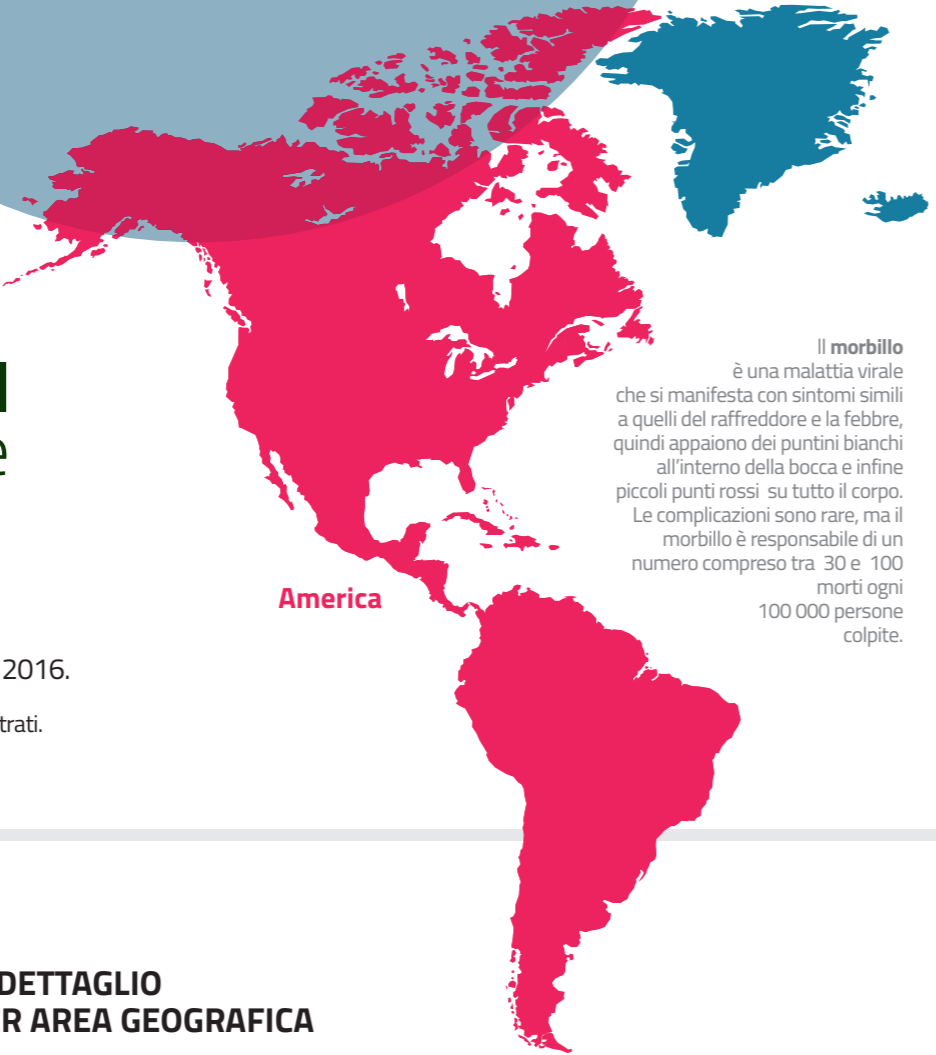 Il morbillo
è una malattia virale
che si manifesta con sintomi simili
a quelli del raffreddore e la febbre,
quindi appaiono dei puntini bianchi
all’interno della bocca e infine
piccoli punti rossi su tutto il corpo.
Le complicazioni sono rare, ma il
morbillo è responsabile di un
numero compreso tra 30 e 100
morti ogni
100 000 persone
colpite.
e
America
2016.
trati.
DETTAGLIO
R AREA GEOGRAFICA